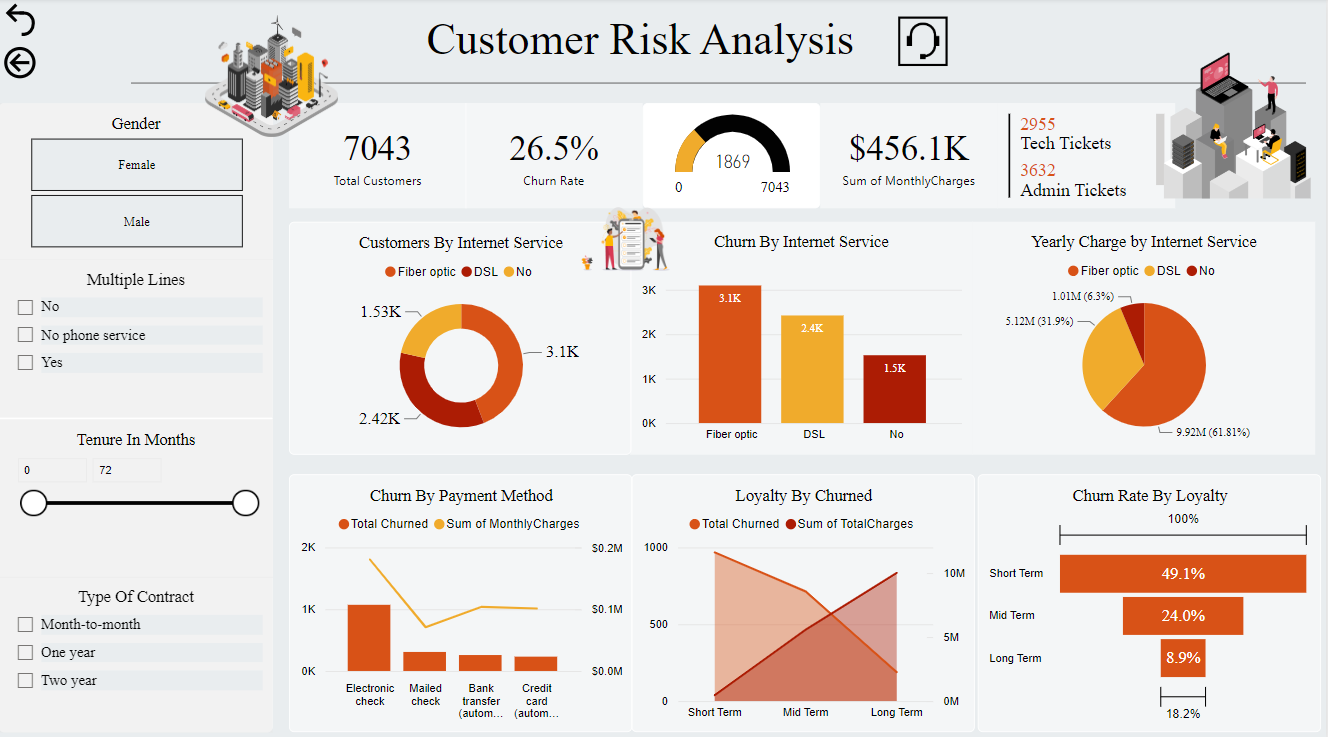 Customer Risk Analysis
Gender
Female
Male
Multiple Lines
No
No phone service
Yes
Tenure In Months
0
72
Type Of Contract
Month-to-month
One year
Two year
7043
Total Customers
26.5%
Churn Rate
1869
0
7043
$456.1K
Sum of MonthlyCharges
2955
Tech Tickets
3632
Admin Tickets
Customers By Internet Service
Fiber optic DSL No
1.53K
3.1K
2.42K
Churn By Internet Service
3K
2K
1K
0K
3.1K
2.4K
1.5K
Fiber optic
DSL
No
Yearly Charge by Internet Service
Fiber optic DSL No
1.01M (6.3%)
5.12M (31.9%)
9.92M (61.81%)
Churn By Payment Method
Total Churned Sum of MonthlyCharges
2K
1K
0K
$0.2M
$0.1M
$0.0M
Electronic
check
Mailed
check
Bank
transfer
(autom...
Credit
card
(autom...
Loyalty By Churned
Total Churned Sum of TotalCharges
1000
500
0
10M
5M
0M
Short Term
Mid Term
Long Term
Churn Rate By Loyalty
100%
Short Term
49.1%
Mid Term
24.0%
Long Term
8.9%
18.2%